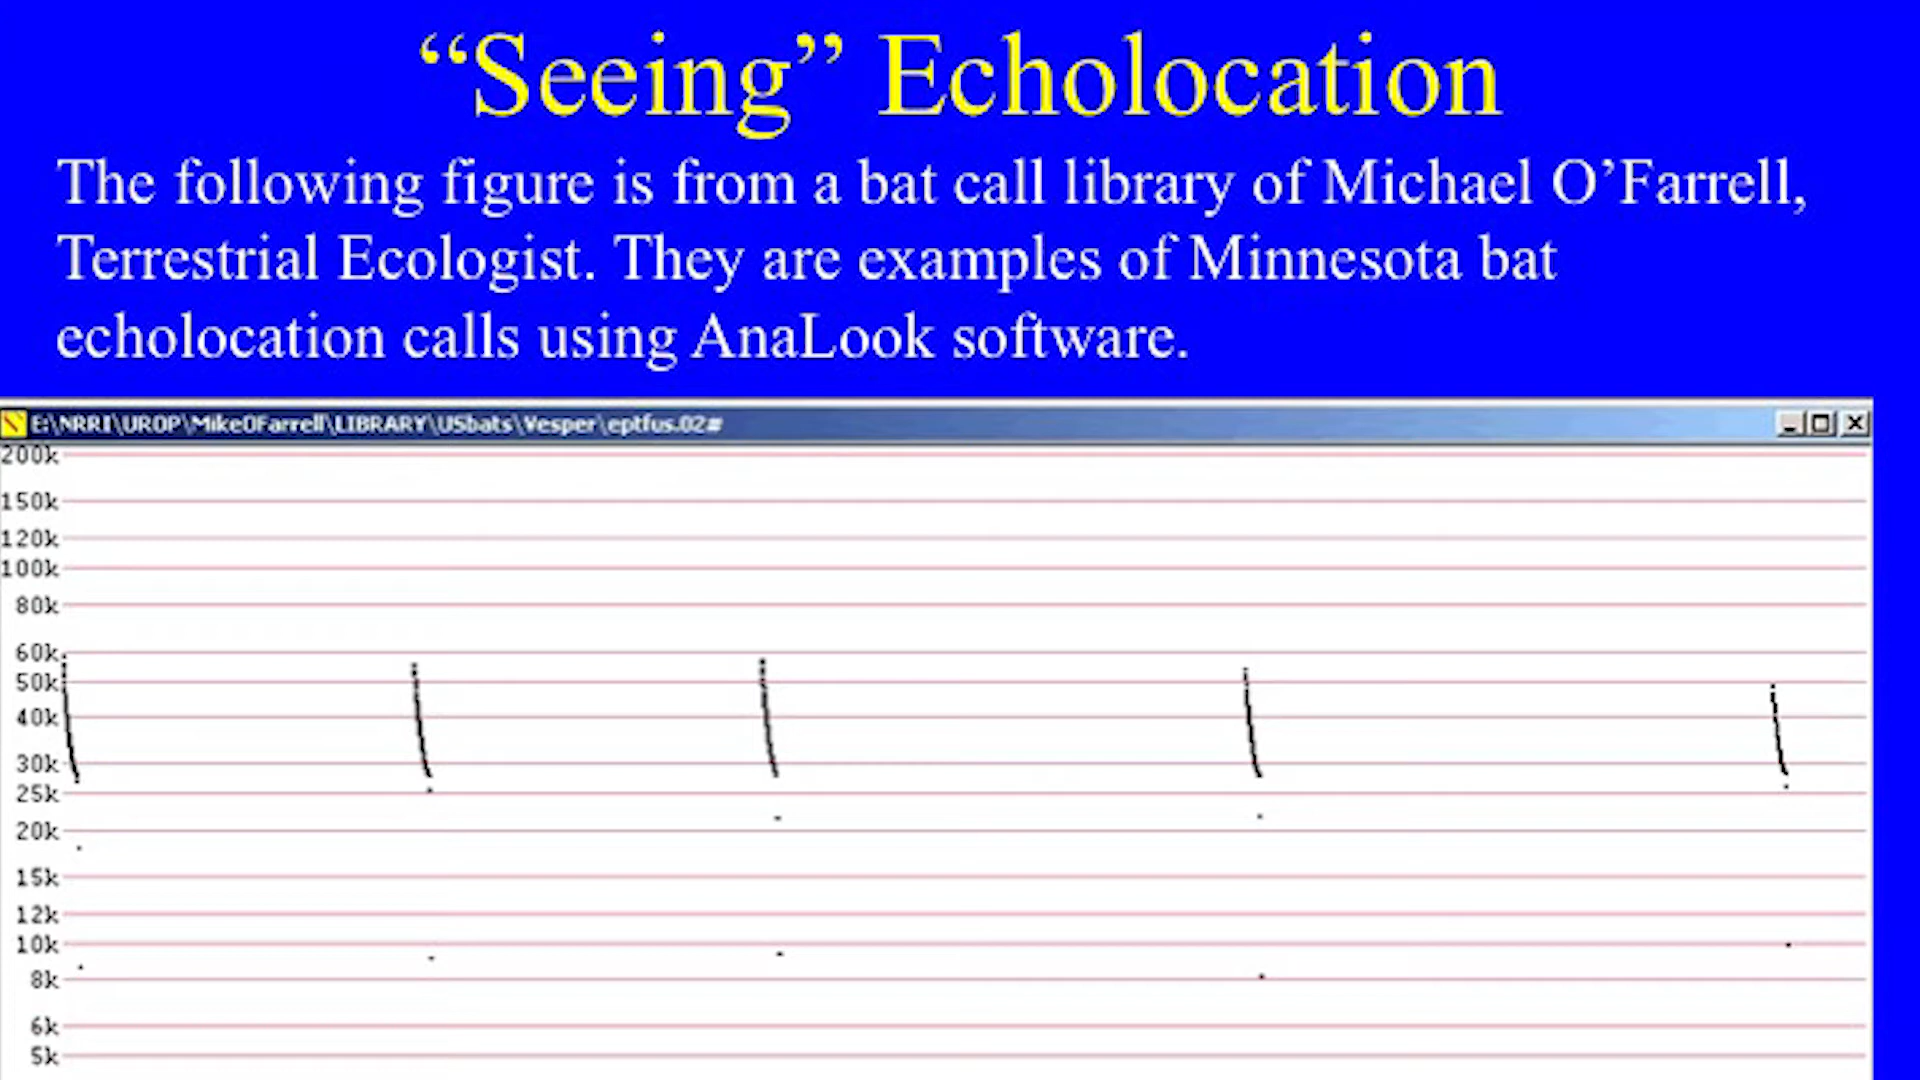 “Seeing” Echolocation
The following figure is from a bat call library of Michael O’Farrell,
Terrestrial Ecologist. They are examples of Minnesota bat
echolocation calls using AnaLook software.
E:\NRRI\UROP\MikeOFarrell\LIBRARY\USbats\Vesper\eptfus.02#
200k
150k
120k
100k
80k
60k
50k
40k
30k
25k
20k
15k
12k
10k
8k
6k
5k